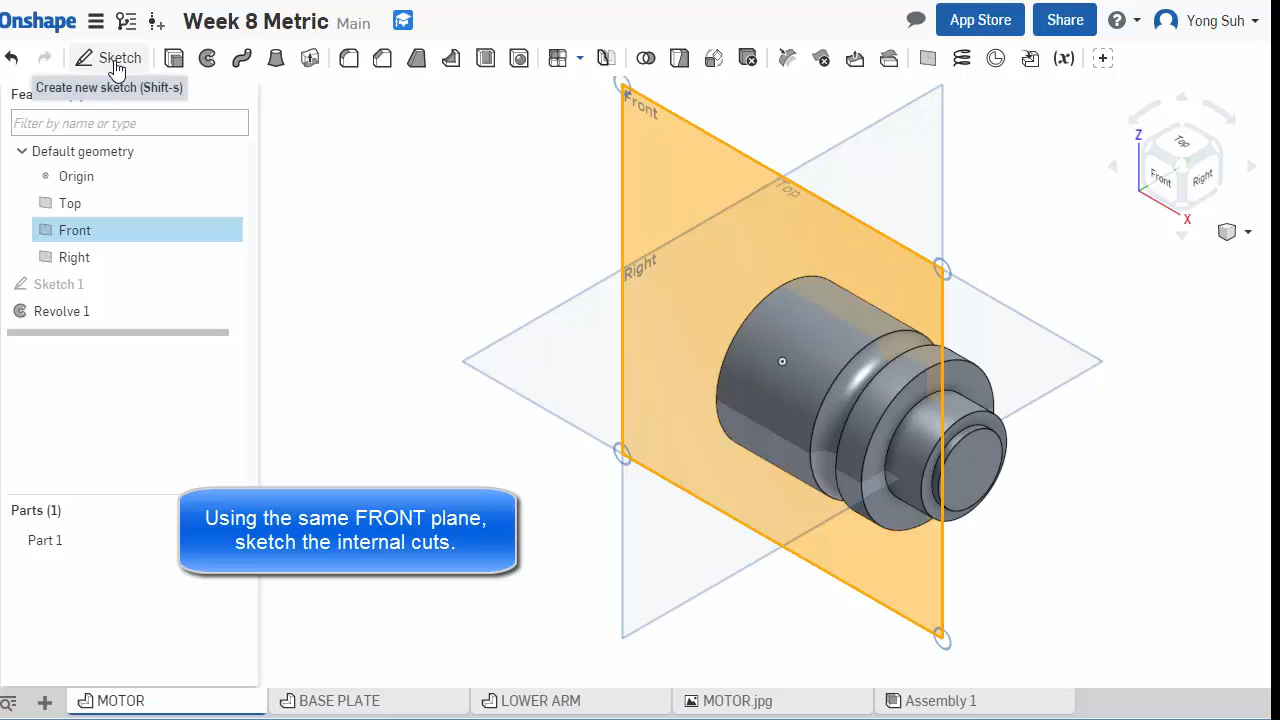 Onshape
Week 8 Metric Main
App Store
Share
Yong Suh
Sketch
(x)
Create new sketch (Shift-s)
Filter by name or type
Default geometry
Origin
Top
Front
Right
Sketch 1
Revolve 1
Parts (1)
Part 1
Front
Top
Right
Z
Top
Front
Right
X
Using the same FRONT plane,
sketch the internal cuts.
MOTOR
BASE PLATE
LOWER ARM
MOTOR.jpg
Assembly 1